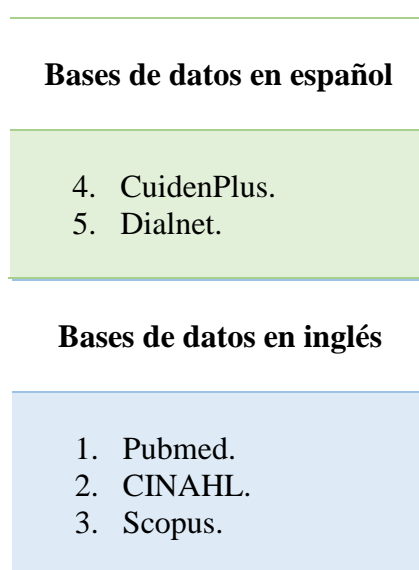 Bases de datos en español
4. CuidenPlus.
5. Dialnet.
Bases de datos en inglés
1. Pubmed.
2. CINAHL.
3. Scopus.